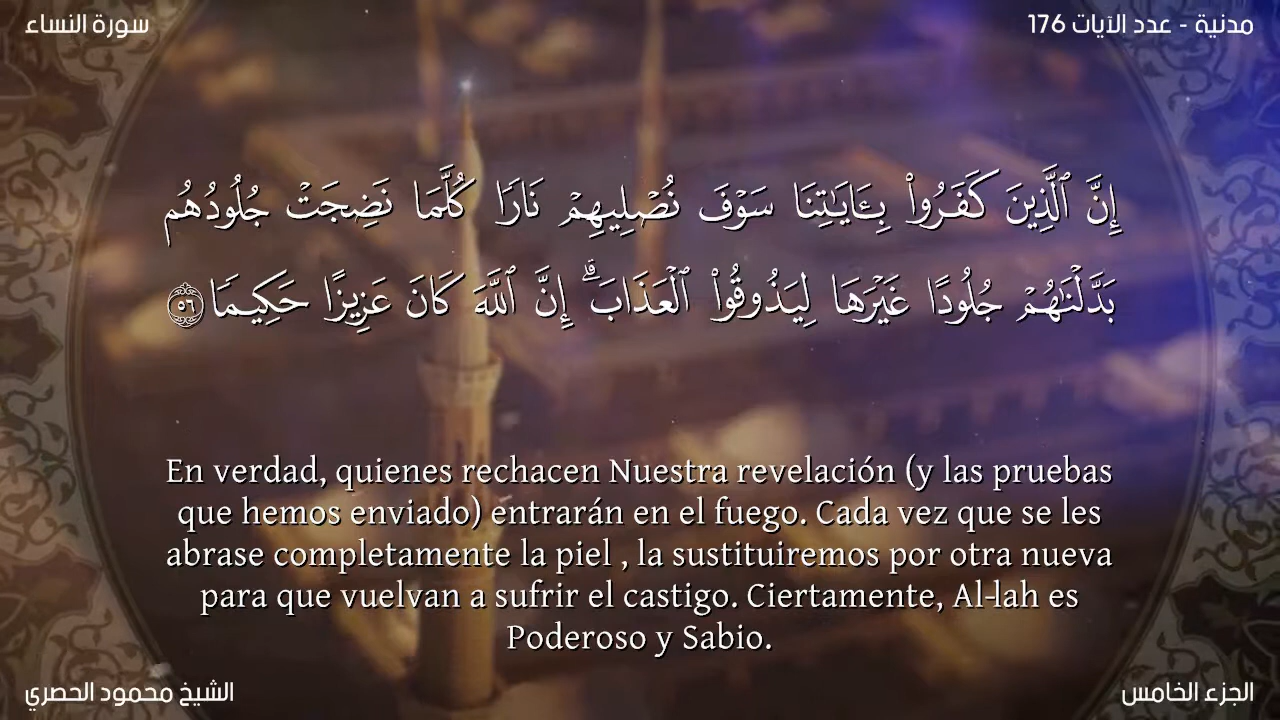 سورة النساء
مدنية - عدد الآيات 176
إِنَّ ٱلَّذِينَ كَفَرُوا۟ بِـَٔايَـٰتِنَا سَوْفَ نُصْلِيهِمْ نَارًا كُلَّمَا نَضِجَتْ جُلُودُهُم
بَدَّلْنَـٰهُمْ جُلُودًا غَيْرَهَا لِيَذُوقُوا۟ ٱلْعَذَابَ ۗ إِنَّ ٱللَّهَ كَانَ عَزِيزًا حَكِيمًا ٥٦
En verdad, quienes rechacen Nuestra revelación (y las pruebas
que hemos enviado) entrarán en el fuego. Cada vez que se les
abrase completamente la piel , la sustituiremos por otra nueva
para que vuelvan a sufrir el castigo. Ciertamente, Al-lah es
Poderoso y Sabio.
الشيخ محمود الحصري
الجزء الخامس